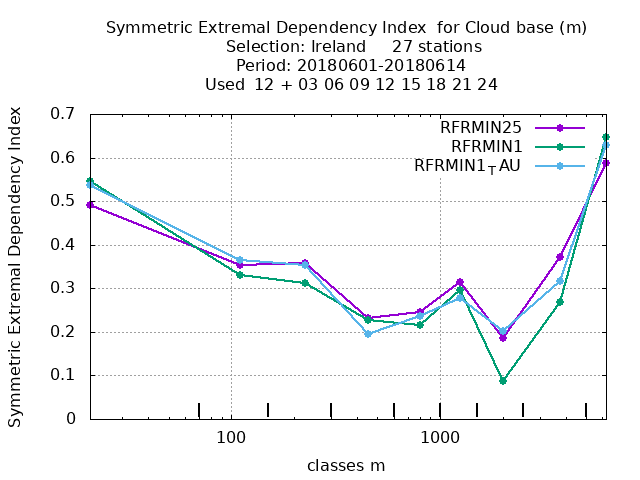 Symmetric Extremal Dependency Index for Cloud base (m)
Selection: Ireland 27 stations
Period: 20180601-20180614
Used 12 + 03 06 09 12 15 18 21 24
Symmetric Extremal Dependency Index
0.7
0.6
0.5
0.4
0.3
0.2
0.1
0
RFRMIN25
RFRMIN1
RFRMIN1TAU
100
1000
classes m